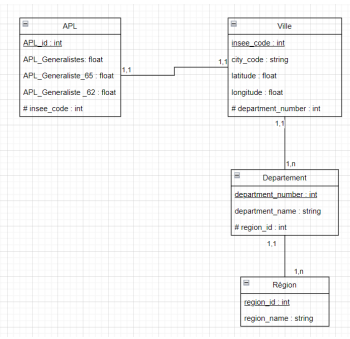 APL
APL_id : int
APL_Generalistes: float
APL_Generaliste_65 : float
APL_Generaliste _62 : float
# insee_code : int
1,1
1,1
Ville
insee_code : int
city_code : string
latitude : float
longitude : float
# department_number : int
1,1
1,n
Departement
department_number : int
department_name : string
# region_id : int
1,1
1,n
Région
region_id : int
region_name : string